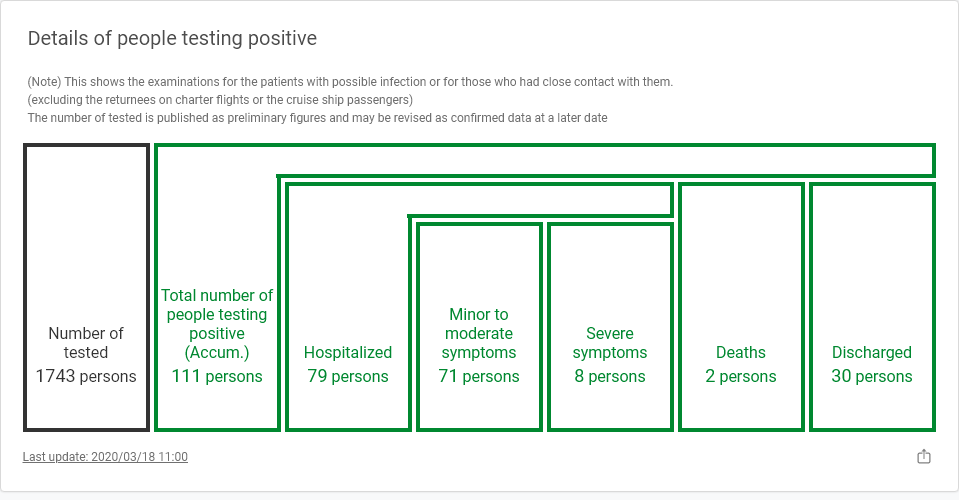 Details of people testing positive
(Note) This shows the examinations for the patients with possible infection or for those who had close contact with them.
(excluding the returnees on charter flights or the cruise ship passengers)
The number of tested is published as preliminary figures and may be revised as confirmed data at a later date
Number of
tested
1743 persons
Total number of
people testing
positive
(Accum.)
111 persons
Hospitalized
79 persons
Minor to
moderate
symptoms
71 persons
Severe
symptoms
8 persons
Deaths
2 persons
Discharged
30 persons
Last update: 2020/03/18 11:00